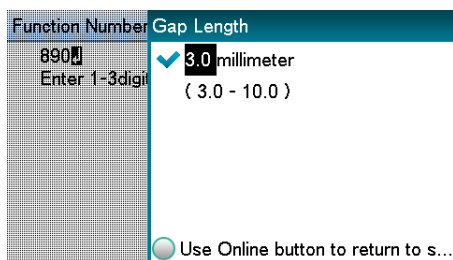 Function Number
890
Enter 1-3digit
Gap Length
3.0 millimeter
( 3.0 - 10.0 )
Use Online button to return to s...